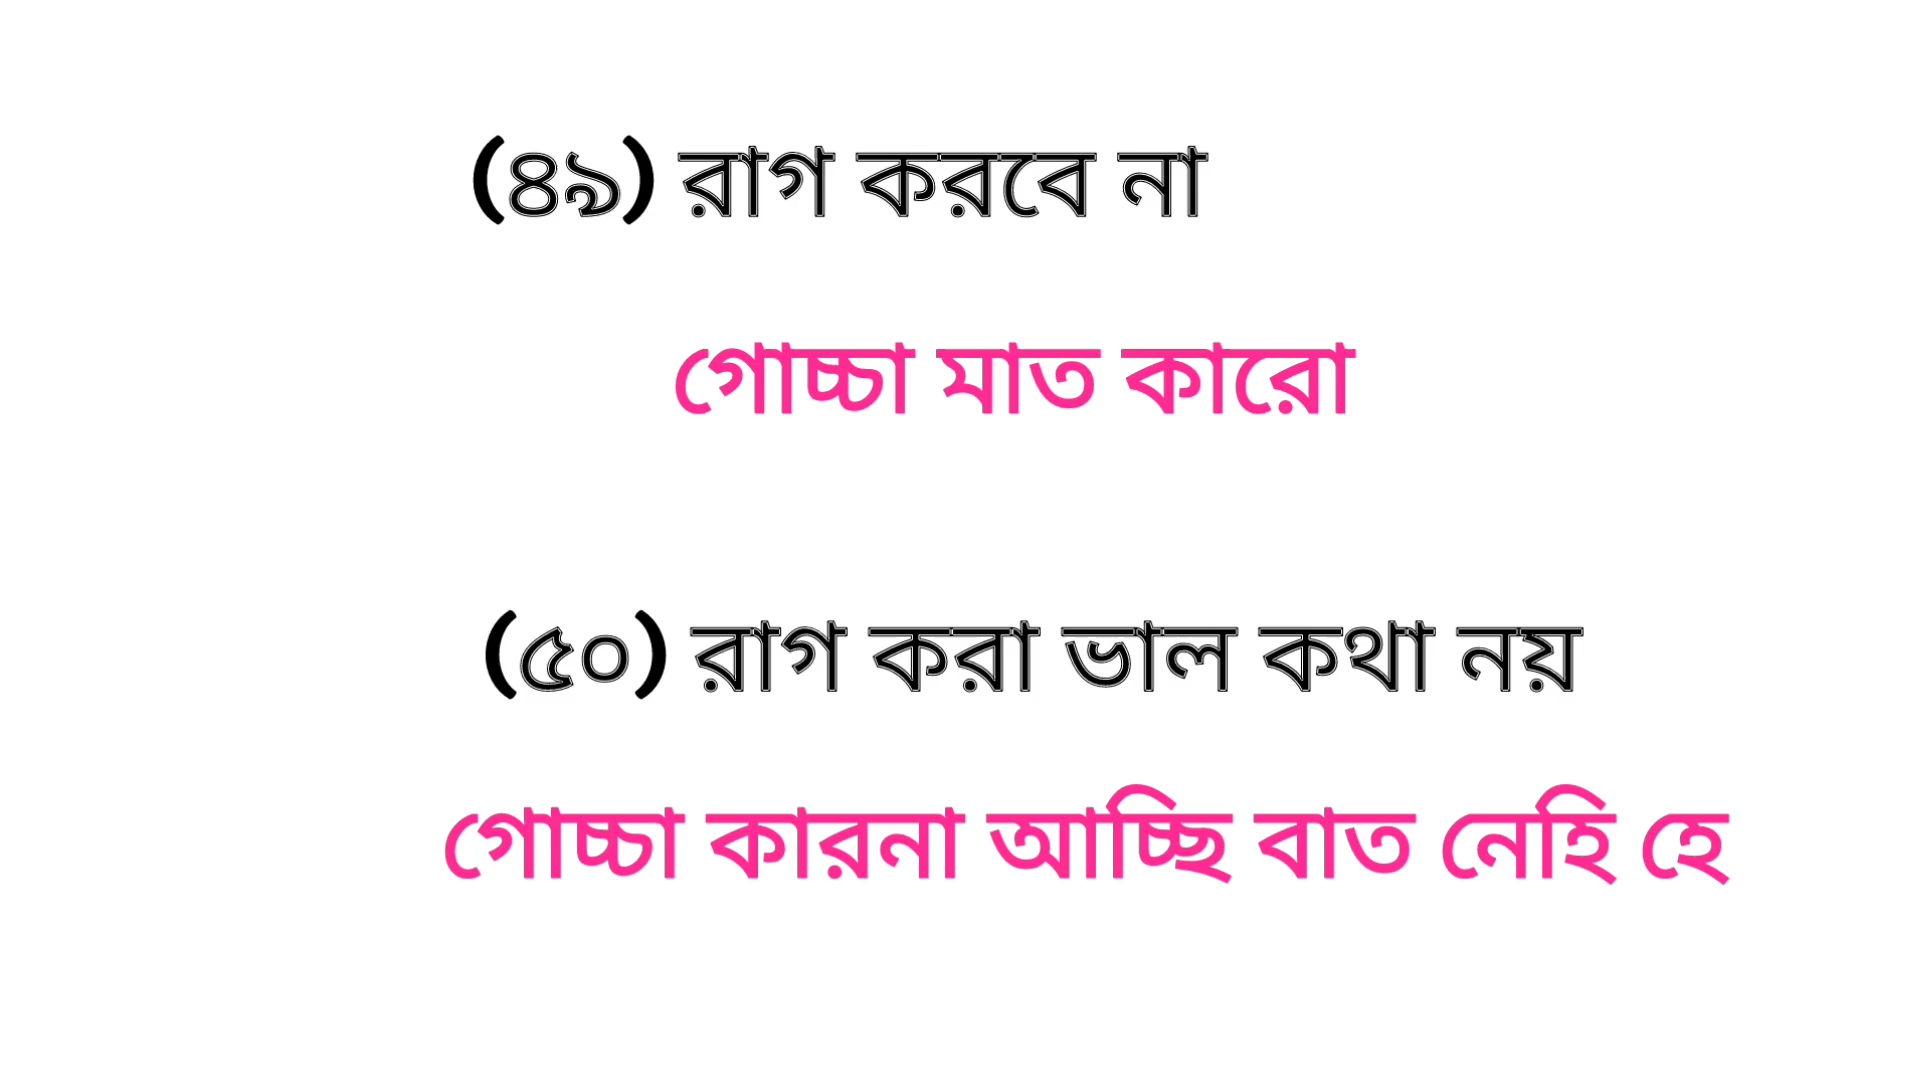 (৪৯) রাগ করবে না
গোচ্চা মাত কারো
(৫০) রাগ করা ভাল কথা নয়
গোচ্চা কারনা আচ্ছি বাত নেহি হে